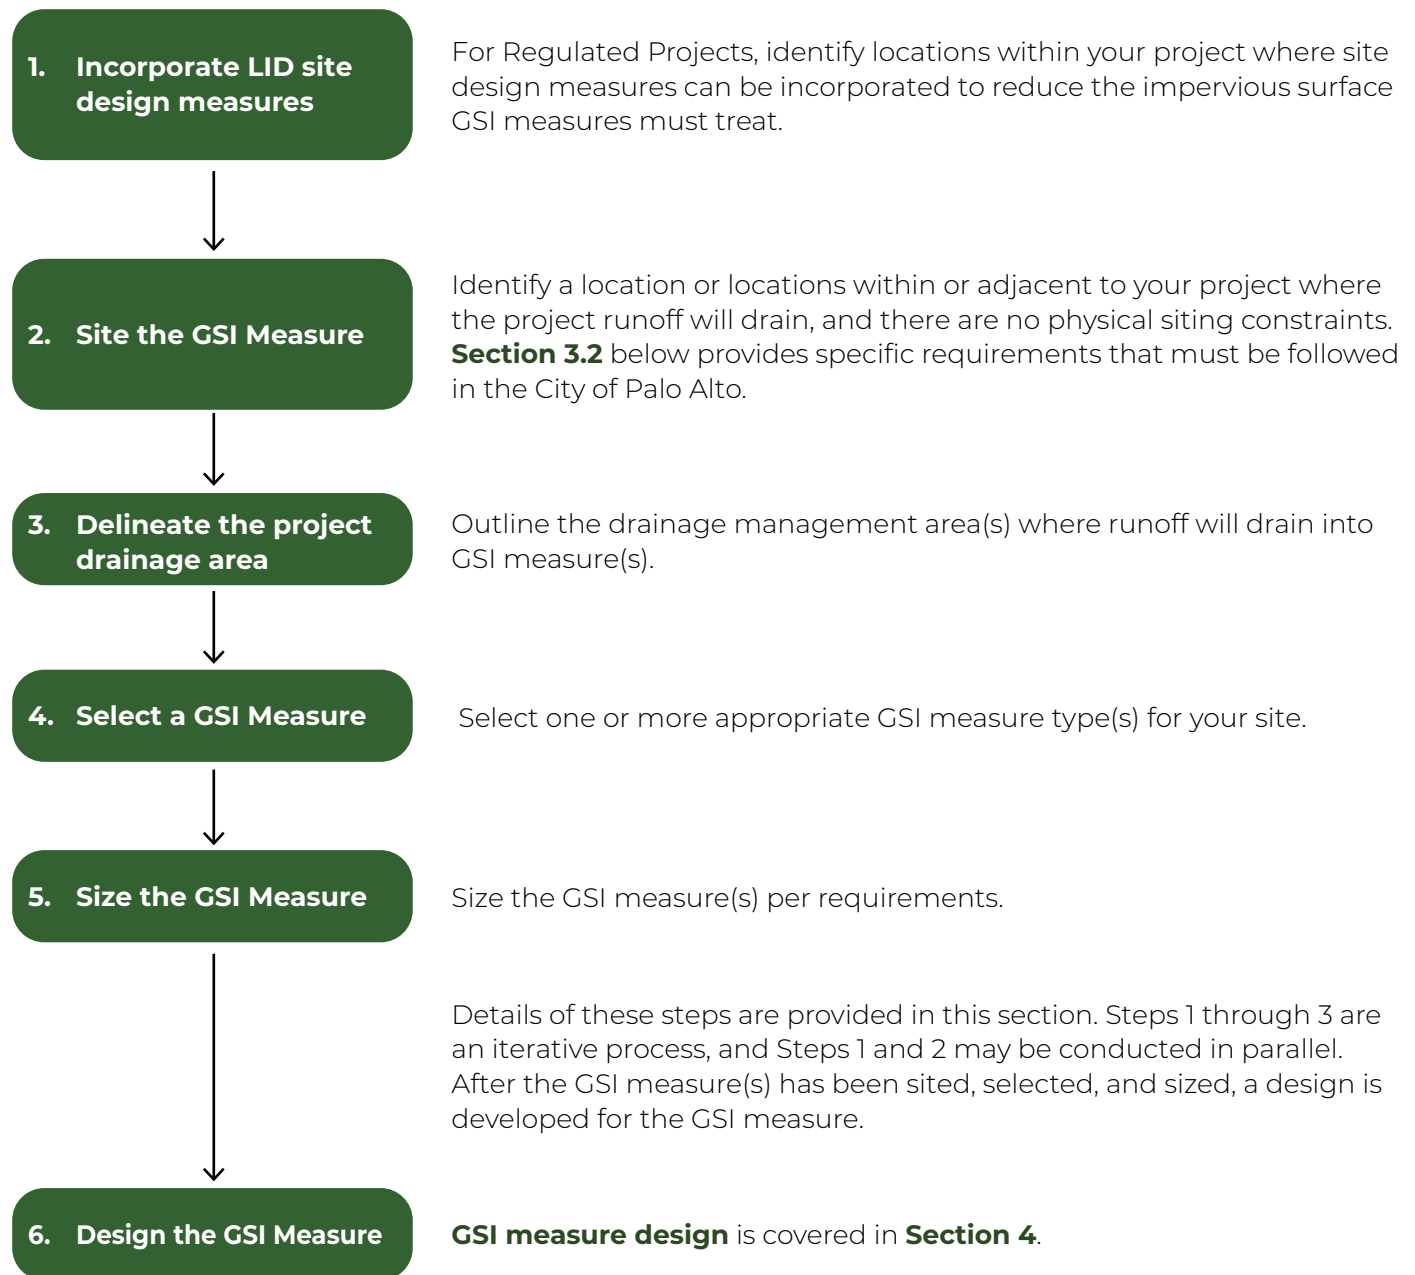 1. Incorporate LID site
design measures
For Regulated Projects, identify locations within your project where site
design measures can be incorporated to reduce the impervious surface
GSI measures must treat.
2. Site the GSI Measure
Identify a location or locations within or adjacent to your project where
the project runoff will drain, and there are no physical siting constraints.
Section 3.2 below provides specific requirements that must be followed
in the City of Palo Alto.
3. Delineate the project
drainage area
Outline the drainage management area(s) where runoff will drain into
GSI measure(s).
4. Select a GSI Measure
Select one or more appropriate GSI measure type(s) for your site.
5. Size the GSI Measure
Size the GSI measure(s) per requirements.
Details of these steps are provided in this section. Steps 1 through 3 are
an iterative process, and Steps 1 and 2 may be conducted in parallel.
After the GSI measure(s) has been sited, selected, and sized, a design is
developed for the GSI measure.
6. Design the GSI Measure
GSI measure design is covered in Section 4.